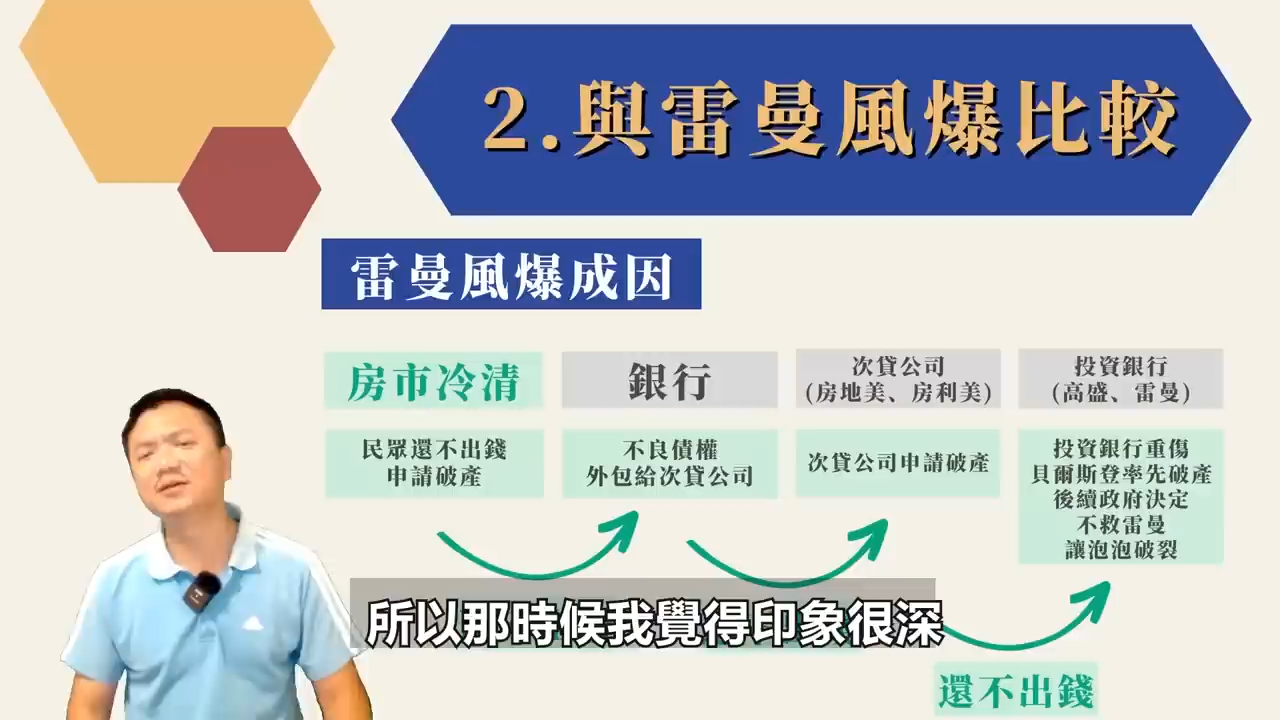 2.與雷曼風爆比較
雷曼風爆成因
房市冷清
民眾還不出錢
申請破產
銀行
不良債權
外包給次貸公司
次貸公司
(房地美、房利美)
次貸公司申請破產
投資銀行
(高盛、雷曼)
投資銀行重傷
貝爾斯登率先破產
後續政府決定
不救雷曼
讓泡泡破裂
所以那時候我覺得印象很深
還不出錢